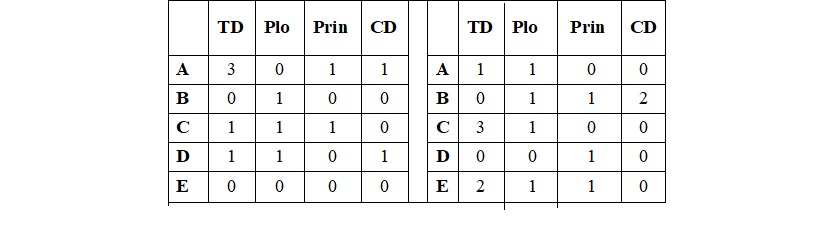 TD Plo Prin CD TD Plo Prin CD
A 3 0 1 1 A 1 1 0 0
B 0 1 0 0 B 0 1 1 2
C 1 1 1 0 C 3 1 0 0
D 1 1 0 1 D 0 0 1 0
E 0 0 0 0 E 2 1 1 0